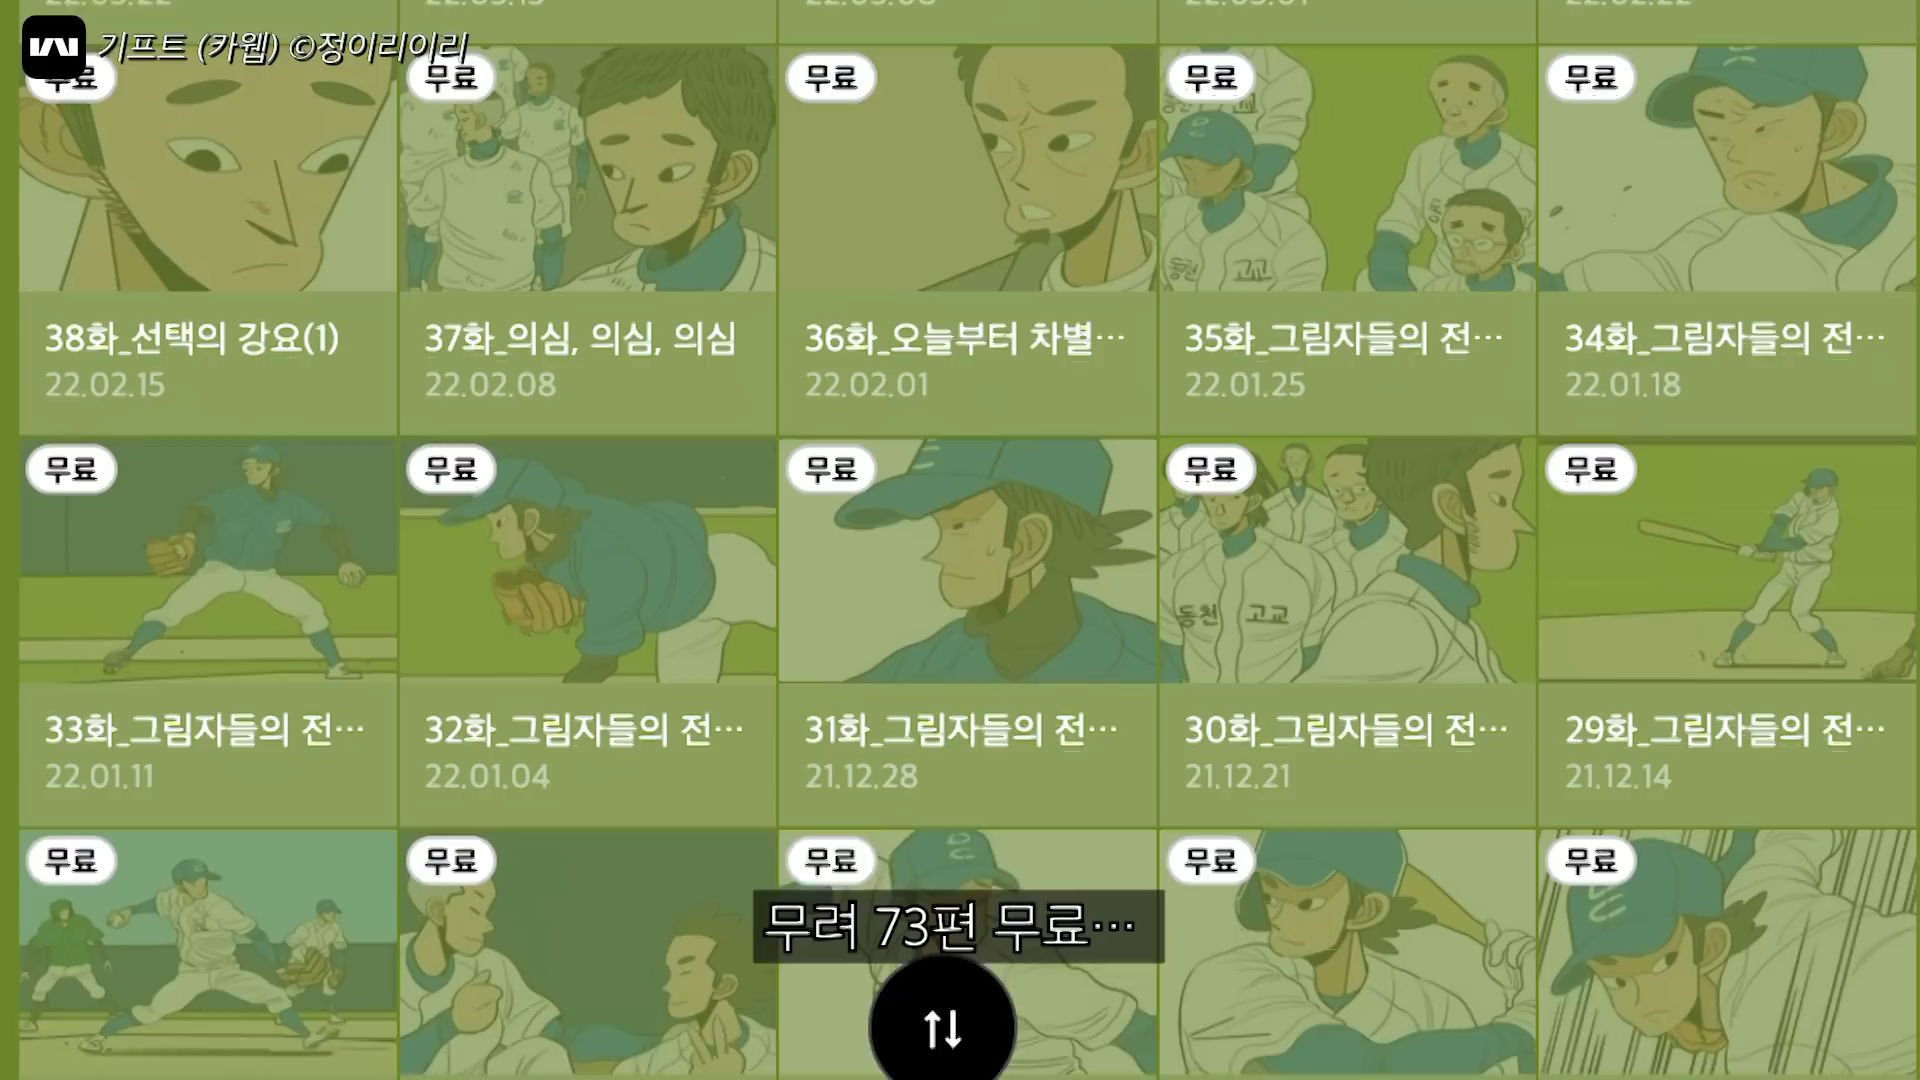 기프트 (카웹) ©정이리이리
무료
무료
무료
무료
무료
38화_선택의 강요(1)
22.02.15
37화_의심, 의심, 의심
22.02.08
36화_오늘부터 차별…
22.02.01
35화_그림자들의 전…
22.01.25
34화_그림자들의 전…
22.01.18
동천 고교
무료
무료
무료
무료
무료
동천 고교
33화_그림자들의 전…
22.01.11
32화_그림자들의 전…
22.01.04
31화_그림자들의 전…
21.12.28
30화_그림자들의 전…
21.12.21
29화_그림자들의 전…
21.12.14
무료
무료
무료
무료
무료
무려 73편 무료…